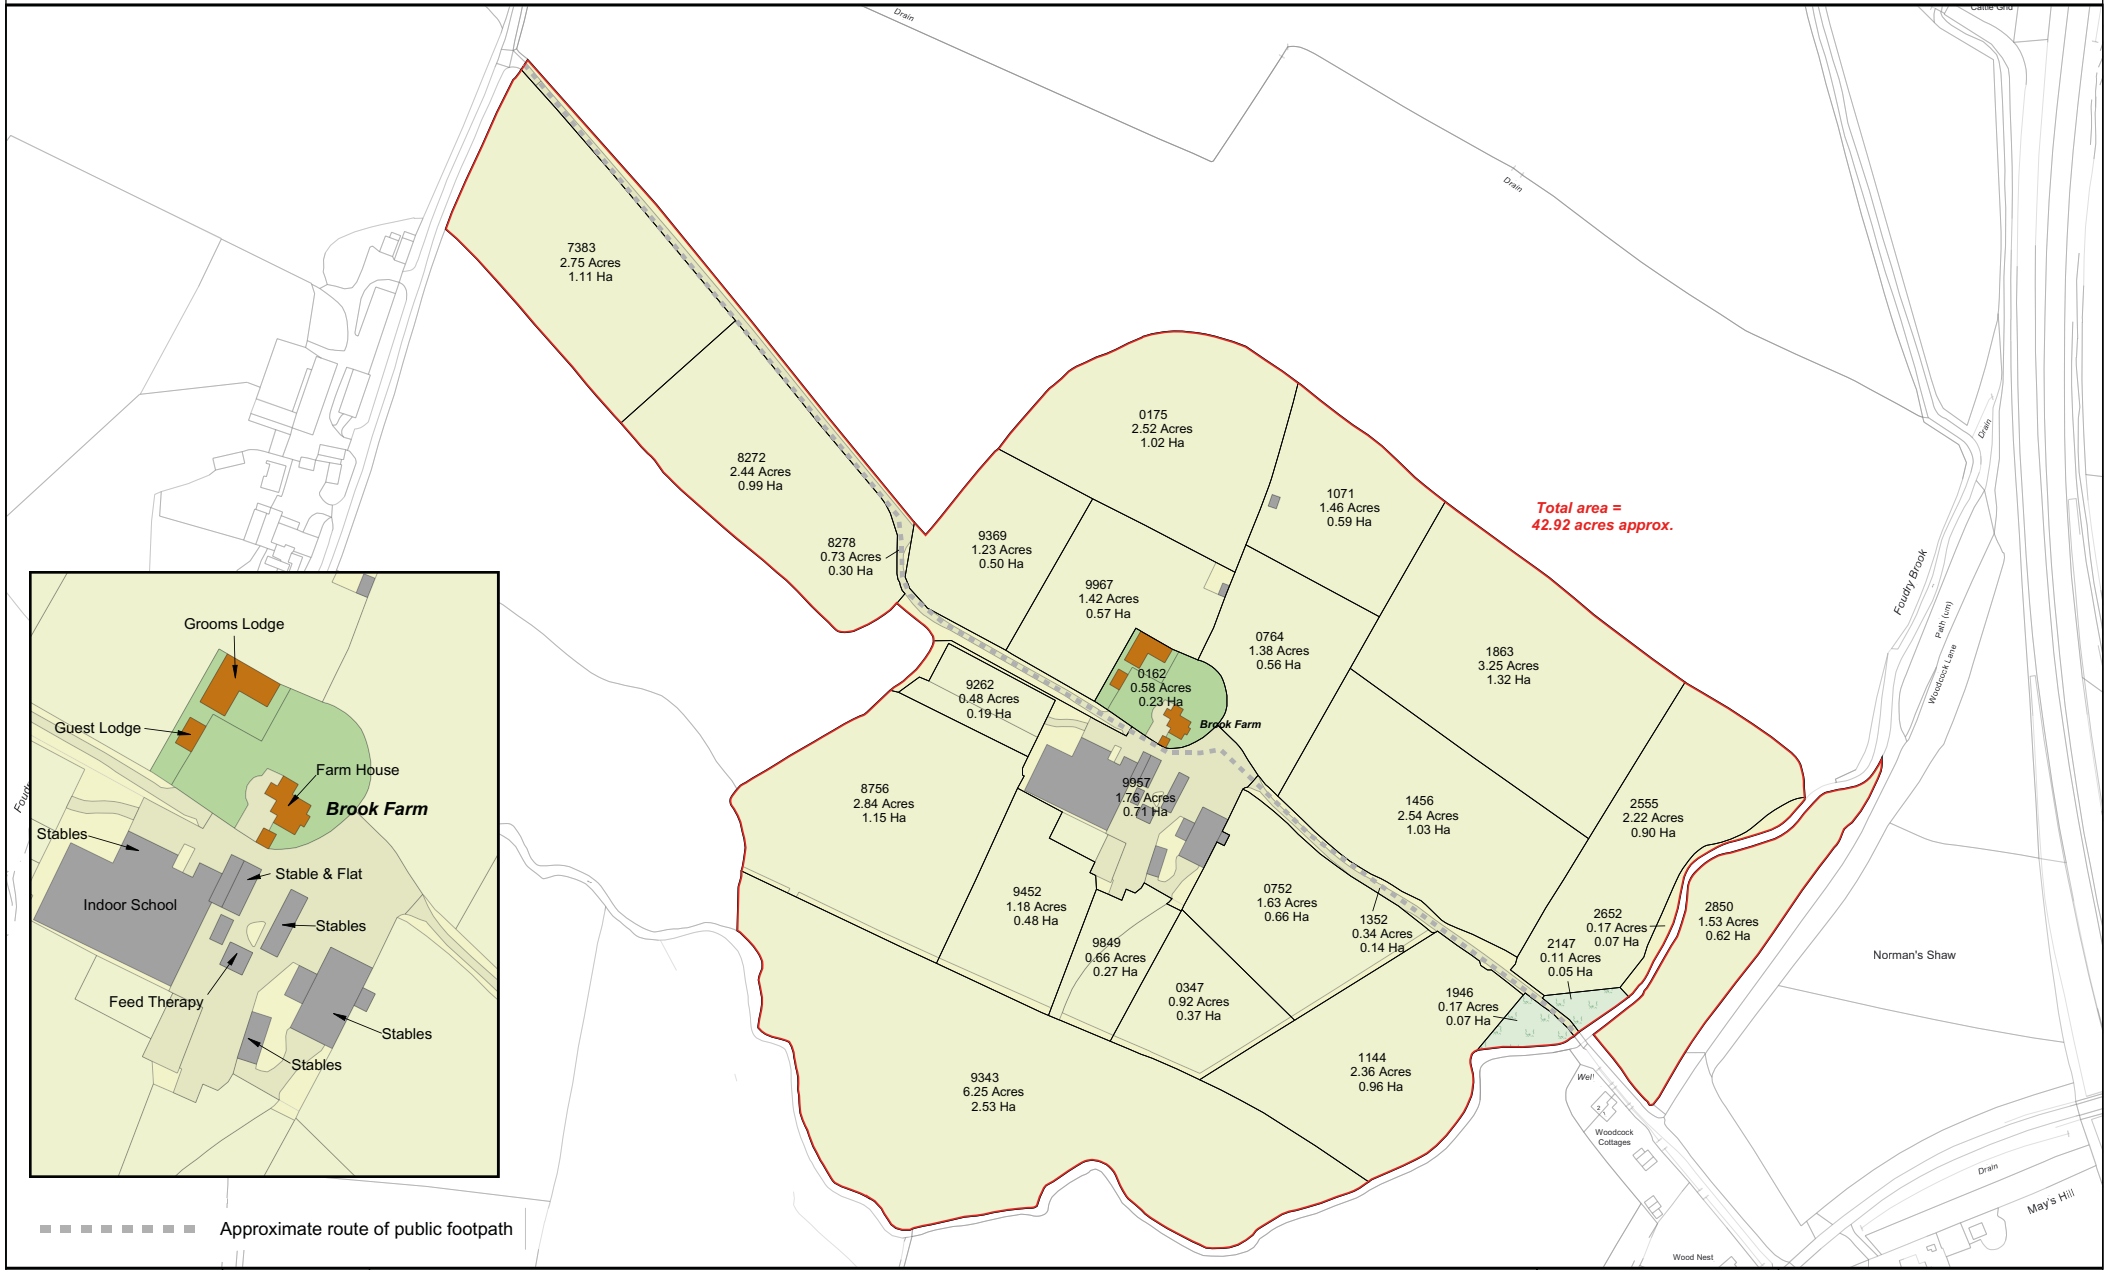 Drain
Cattle Grid
Drain
7383
2.75 Acres
1.11 Ha
0175
2.52 Acres
1.02 Ha
Drain
8272
2.44 Acres
0.99 Ha
1071
1.46 Acres
0.59 Ha
Total area =
42.92 acres approx.
8278
0.73 Acres
0.30 Ha
9369
1.23 Acres
0.50 Ha
9967
1.42 Acres
0.57 Ha
Foudry Brook
Path (um)
Woodcock Lane
0764
1.38 Acres
0.56 Ha
1863
3.25 Acres
1.32 Ha
9262
0.48 Acres
0.19 Ha
0162
0.58 Acres
0.23 Ha
Brook Farm
8756
2.84 Acres
1.15 Ha
9957
1.76 Acres
0.71 Ha
1456
2.54 Acres
1.03 Ha
2555
2.22 Acres
0.90 Ha
9452
1.18 Acres
0.48 Ha
0752
1.63 Acres
0.66 Ha
1352
0.34 Acres
0.14 Ha
2652
0.17 Acres
0.07 Ha
2850
1.53 Acres
0.62 Ha
9849
0.66 Acres
0.27 Ha
2147
0.11 Acres
0.05 Ha
Norman's Shaw
0347
0.92 Acres
0.37 Ha
1946
0.17 Acres
0.07 Ha
9343
6.25 Acres
2.53 Ha
1144
2.36 Acres
0.96 Ha
Well
2
Woodcock
Cottages
Drain
May's Hill
Wood Nest
Grooms Lodge
Guest Lodge
Farm House
Brook Farm
Stables
Stable & Flat
Indoor School
Stables
Feed Therapy
Stables
Stables
Approximate route of public footpath